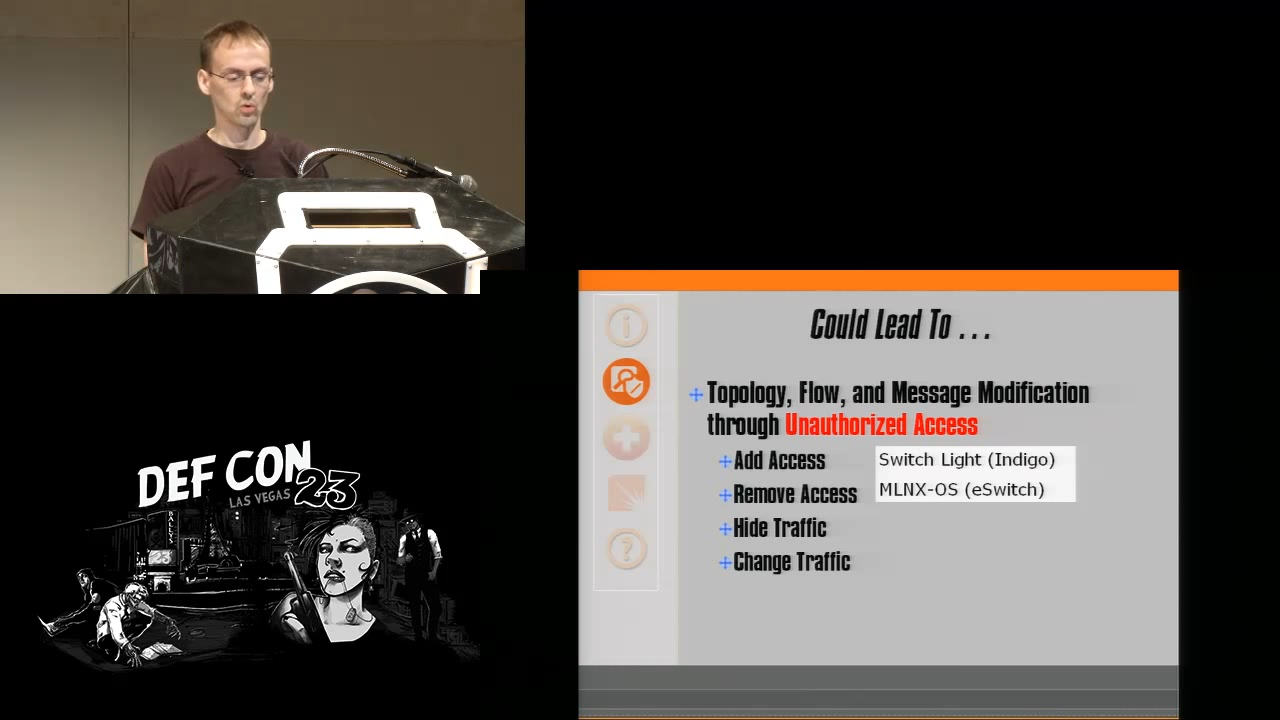 Could Lead To . . .
Topology, Flow, and Message Modification
through Unauthorized Access
Add Access
Remove Access
Hide Traffic
Change Traffic
Switch Light (Indigo)
MLNX-OS (eSwitch)
DEF CON 23
LAS VEGAS
BALLYS